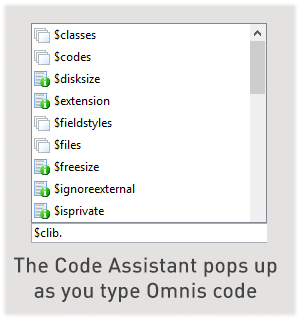 $classes
$codes
$disksize
$extension
$fieldstyles
$files
$freesize
$ignoreexternal
$isprivate
$clib.
The Code Assistant pops up
as you type Omnis code